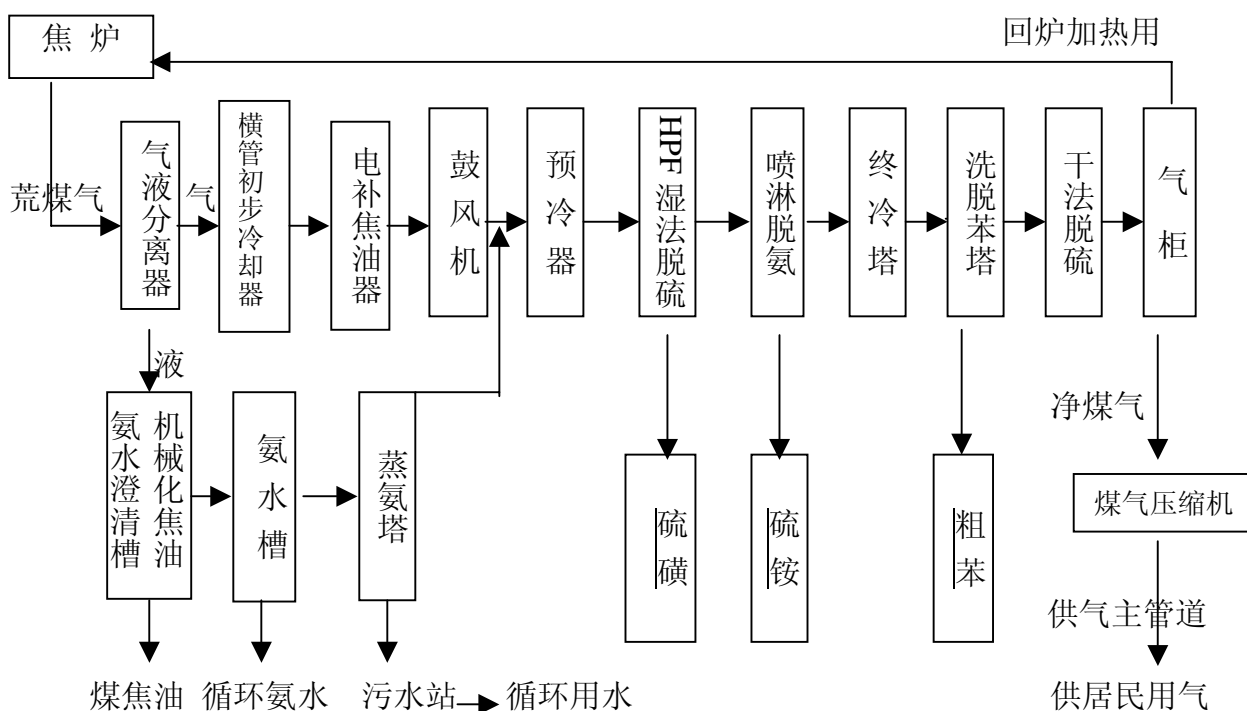 焦 炉
回炉加热用
荒煤气
气液分离器
气
横管初步冷却器
电补焦油器
鼓风机
预冷器
HPF湿法脱硫
喷淋脱氨
终冷塔
洗脱苯塔
干法脱硫
气柜
液
机械化焦油
氨水澄清槽
氨水槽
蒸氨塔
硫磺
硫铵
粗苯
净煤气
煤气压缩机
供气主管道
煤焦油
循环氨水
污水站
循环用水
供居民用气